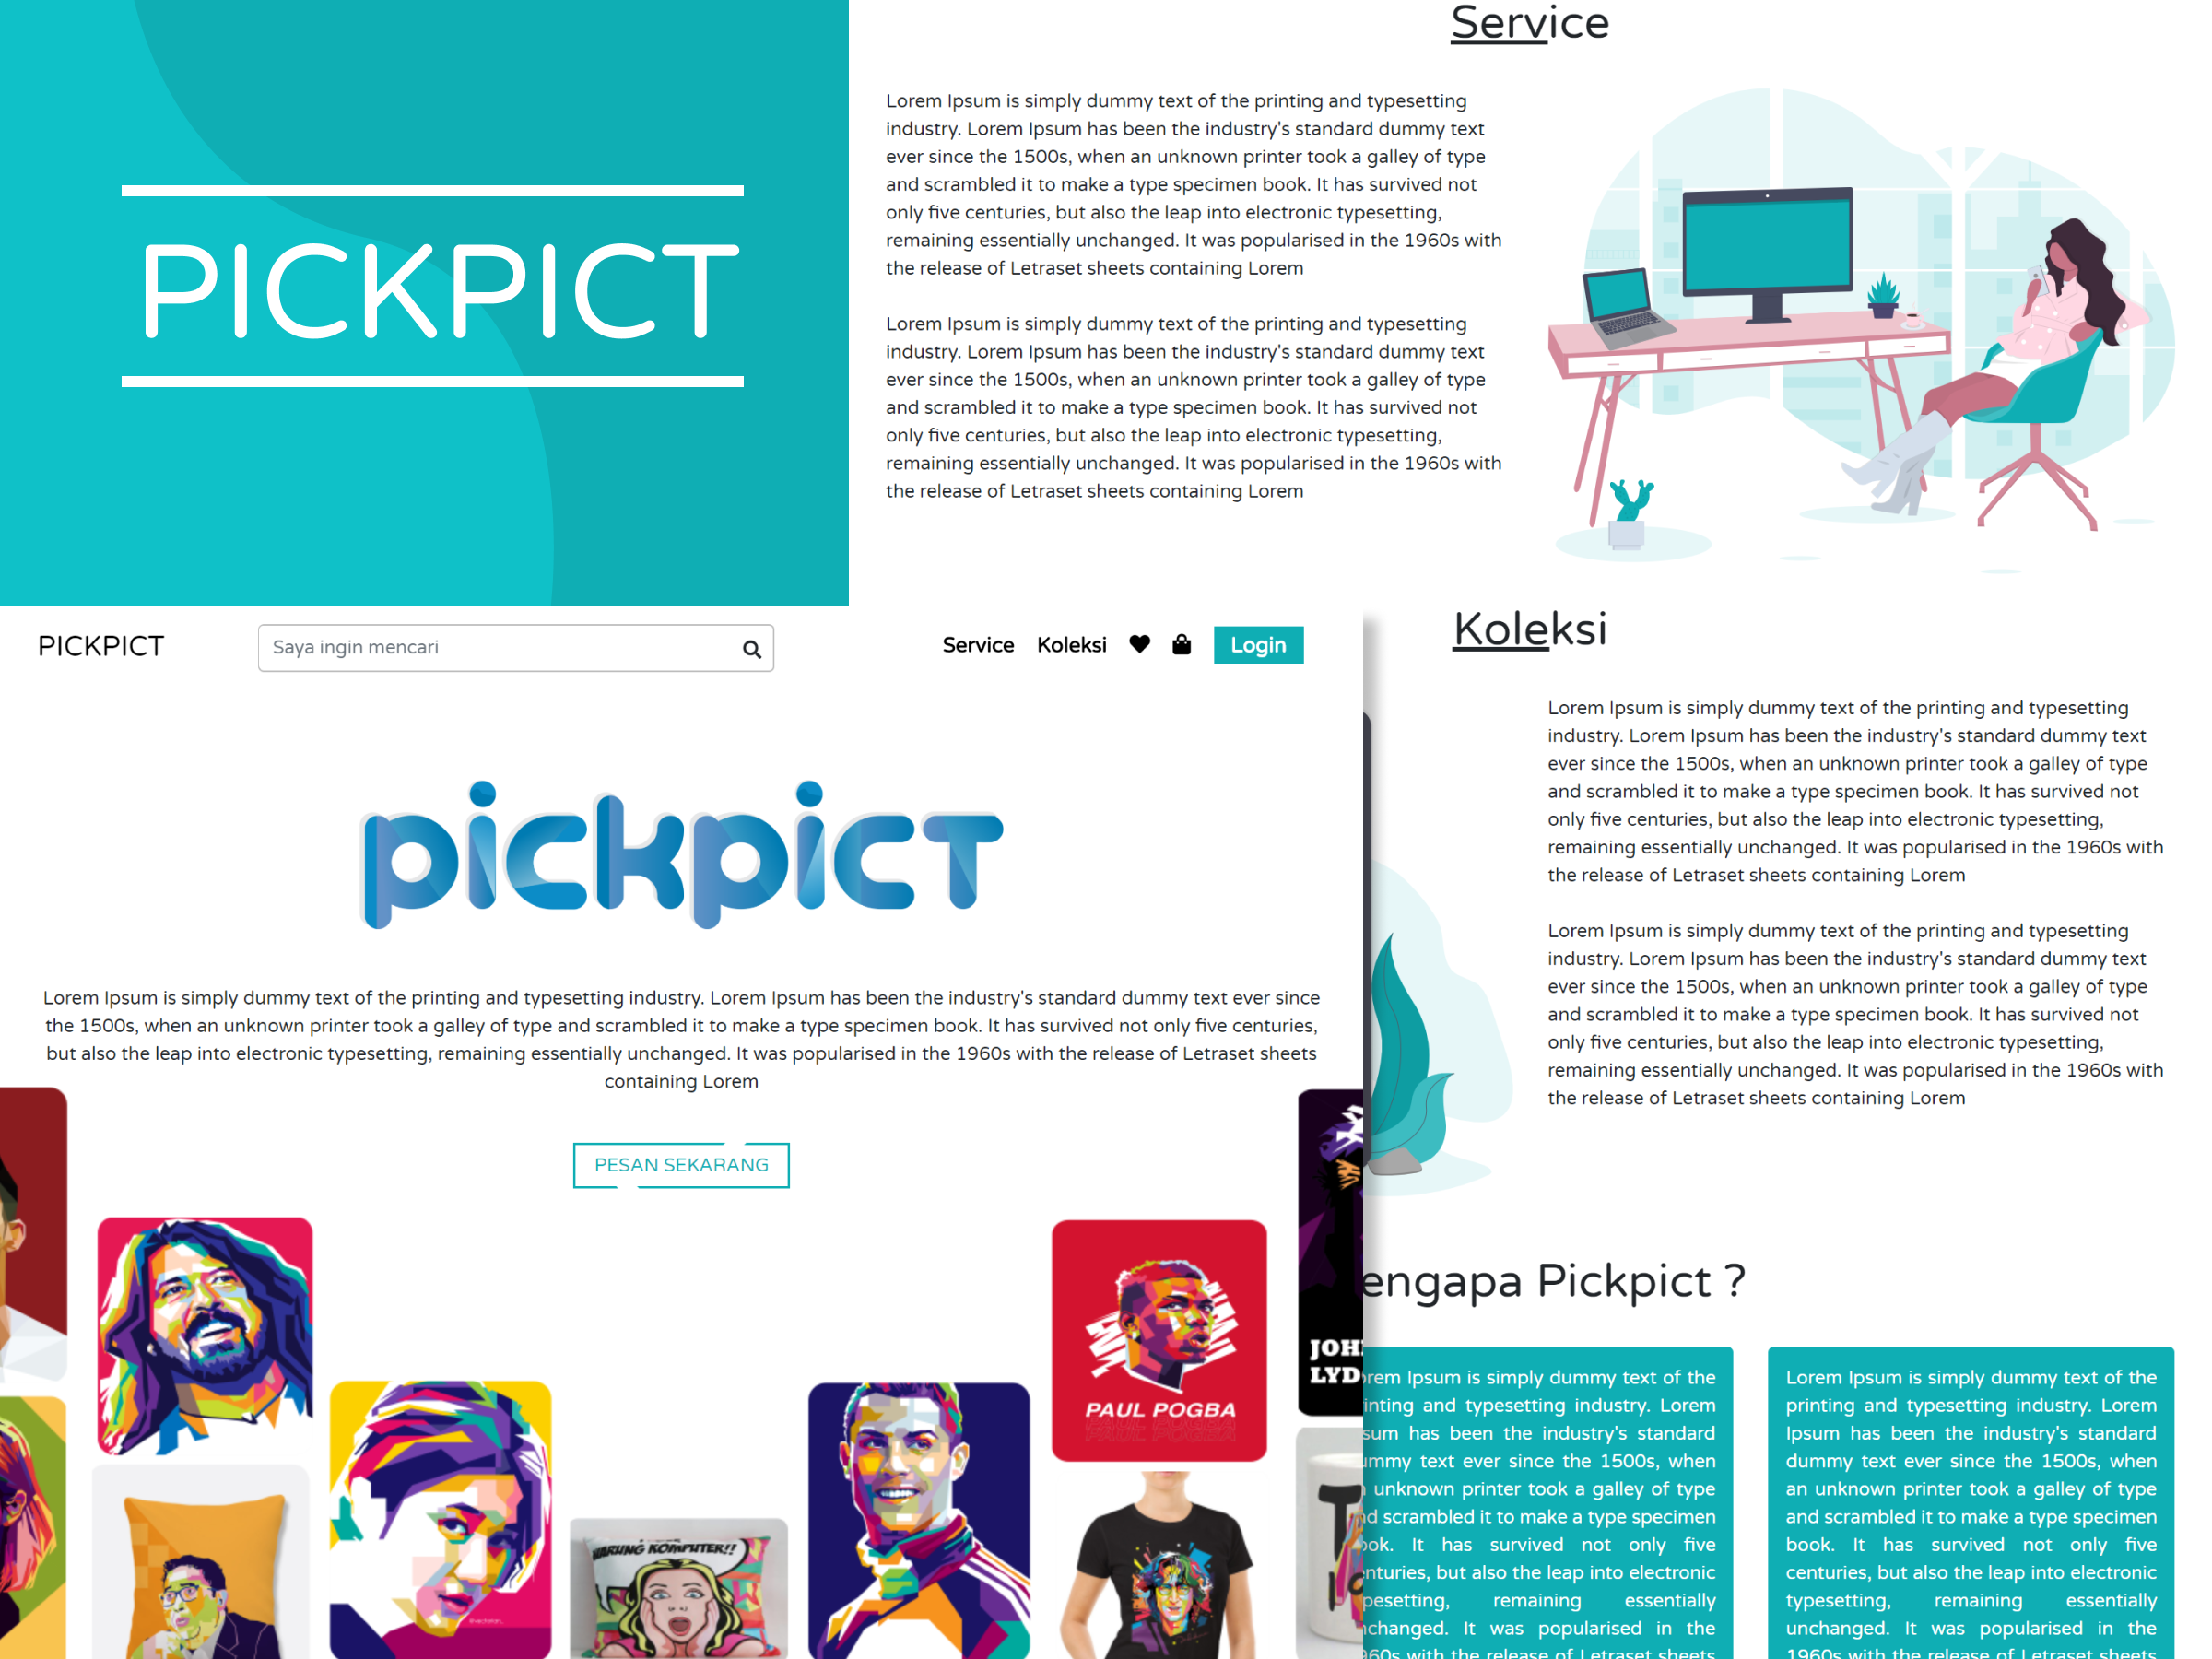 PICKPICT
Service
Lorem Ipsum is simply dummy text of the printing and typesetting
industry. Lorem Ipsum has been the industry's standard dummy text
ever since the 1500s, when an unknown printer took a galley of type
and scrambled it to make a type specimen book. It has survived not
only five centuries, but also the leap into electronic typesetting,
remaining essentially unchanged. It was popularised in the 1960s with
the release of Letraset sheets containing Lorem
Lorem Ipsum is simply dummy text of the printing and typesetting
industry. Lorem Ipsum has been the industry's standard dummy text
ever since the 1500s, when an unknown printer took a galley of type
and scrambled it to make a type specimen book. It has survived not
only five centuries, but also the leap into electronic typesetting,
remaining essentially unchanged. It was popularised in the 1960s with
the release of Letraset sheets containing Lorem
PICKPICT
Saya ingin mencari
Service Koleksi Login
pickpict
Lorem Ipsum is simply dummy text of the printing and typesetting industry. Lorem Ipsum has been the industry's standard dummy text ever since
the 1500s, when an unknown printer took a galley of type and scrambled it to make a type specimen book. It has survived not only five centuries,
but also the leap into electronic typesetting, remaining essentially unchanged. It was popularised in the 1960s with the release of Letraset sheets
containing Lorem
PESAN SEKARANG
PAUL POGBA
PAUL POGBA
JOH
LYD
WARUNG KOMPUTER!!
Koleksi
Lorem Ipsum is simply dummy text of the printing and typesetting
industry. Lorem Ipsum has been the industry's standard dummy text
ever since the 1500s, when an unknown printer took a galley of type
and scrambled it to make a type specimen book. It has survived not
only five centuries, but also the leap into electronic typesetting,
remaining essentially unchanged. It was popularised in the 1960s with
the release of Letraset sheets containing Lorem
Lorem Ipsum is simply dummy text of the printing and typesetting
industry. Lorem Ipsum has been the industry's standard dummy text
ever since the 1500s, when an unknown printer took a galley of type
and scrambled it to make a type specimen book. It has survived not
only five centuries, but also the leap into electronic typesetting,
remaining essentially unchanged. It was popularised in the 1960s with
the release of Letraset sheets containing Lorem
engapa Pickpict ?
rem Ipsum is simply dummy text of the
inting and typesetting industry. Lorem
sum has been the industry's standard
mmy text ever since the 1500s, when
unknown printer took a galley of type
d scrambled it to make a type specimen
ok. It has survived not only five
nturies, but also the leap into electronic
pesetting, remaining essentially
changed. It was popularised in the
960s with the release of Letraset sheets
Lorem Ipsum is simply dummy text of the
printing and typesetting industry. Lorem
Ipsum has been the industry's standard
dummy text ever since the 1500s, when
an unknown printer took a galley of type
and scrambled it to make a type specimen
book. It has survived not only five
centuries, but also the leap into electronic
typesetting, remaining essentially
unchanged. It was popularised in the
1960s with the release of Letraset sheets